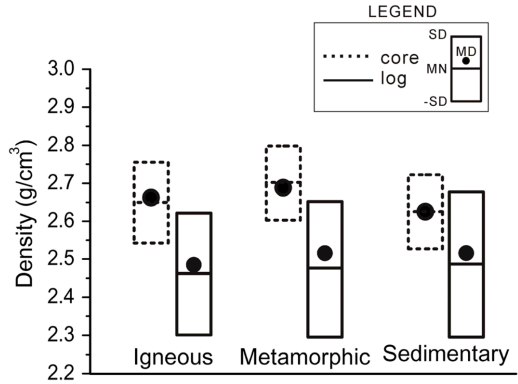 LEGEND
SD
MD
core
MN
log
-SD
3.0
2.9
2.8
2.7
2.6
2.5
2.4
2.3
2.2
Density (g/cm³)
Igneous Metamorphic Sedimentary